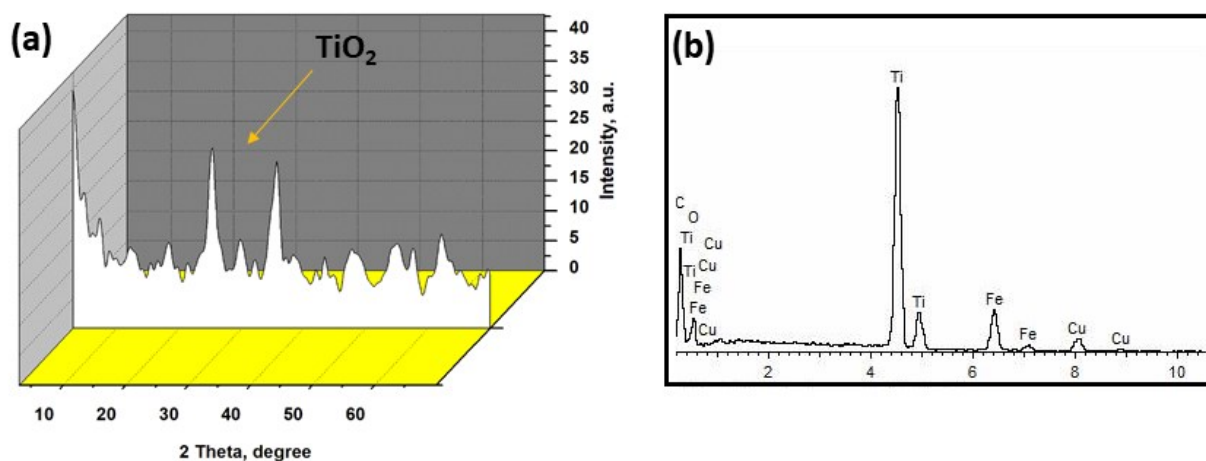 (a)
TiO₂
40
35
30
25
20
15
10
5
0
Intensity, a.u.
10 20 30 40 50 60
2 Theta, degree
(b)
Ti
C
O
Ti Cu
Ti Cu
Fe
Fe
Cu
Ti
Fe
Fe
Cu
Cu
2 4 6 8 10